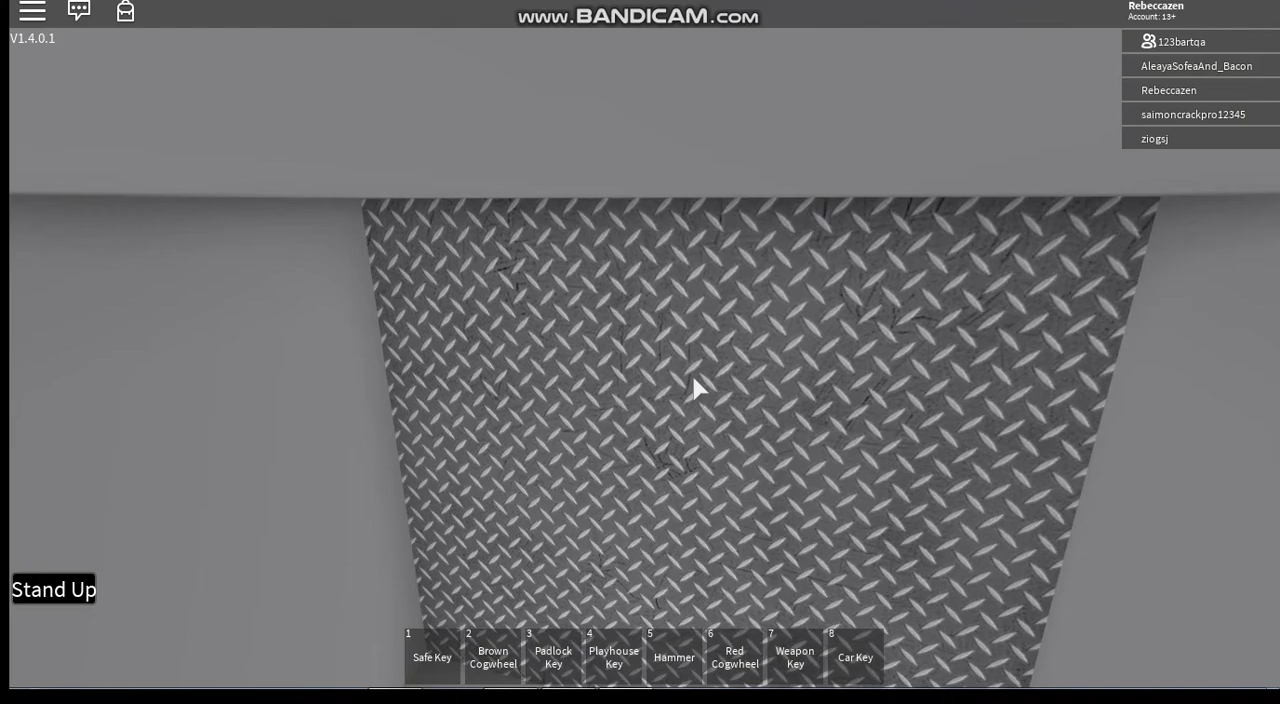 www.BANDICAM.com
Rebeccazen
Account: 13+
V1.4.0.1
123bartqa
AleayaSofeaAnd_Bacon
Rebeccazen
saimoncrackpro12345
ziogsj
Stand Up
1 2 3 4 5 6 7 8
Safe Key
Brown Cogwheel
Padlock Key
Playhouse Key
Hammer
Red Cogwheel
Weapon Key
Car Key